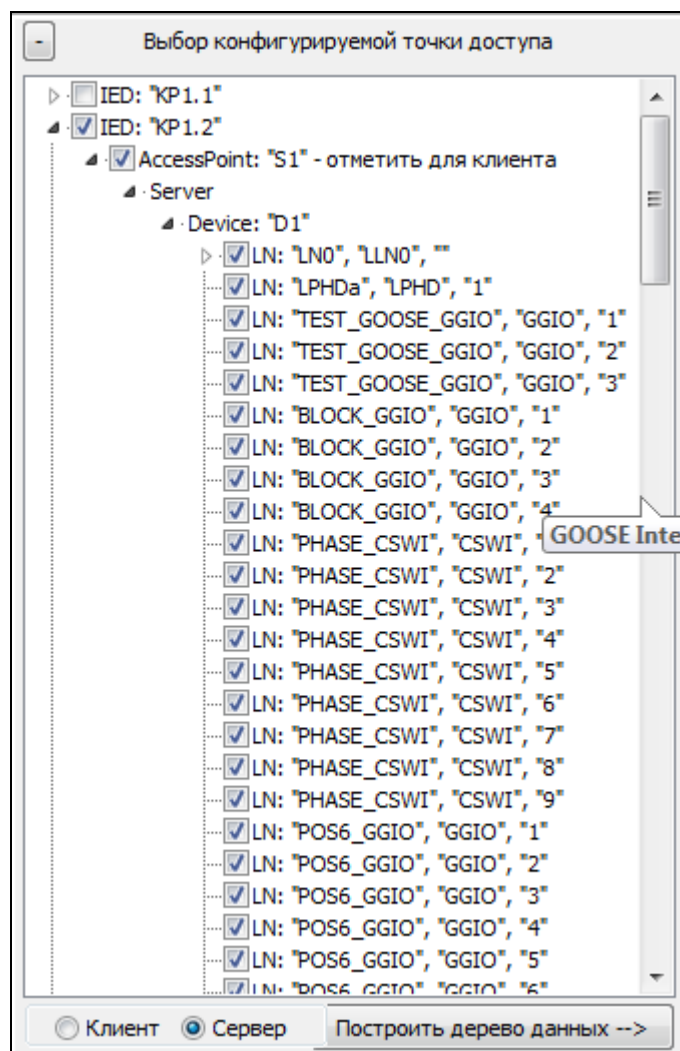 -
Выбор конфигурируемой точки доступа
IED: "KP1.1"
IED: "KP1.2"
AccessPoint: "S1" - отметить для клиента
Server
Device: "D1"
LN: "LN0", "LLN0", ""
LN: "LPHDa", "LPHD", "1"
LN: "TEST_GOOSE_GGIO", "GGIO", "1"
LN: "TEST_GOOSE_GGIO", "GGIO", "2"
LN: "TEST_GOOSE_GGIO", "GGIO", "3"
LN: "BLOCK_GGIO", "GGIO", "1"
LN: "BLOCK_GGIO", "GGIO", "2"
LN: "BLOCK_GGIO", "GGIO", "3"
LN: "BLOCK_GGIO", "GGIO", "4"
GOOSE Inte
LN: "PHASE_CSWI", "CSWI", "
LN: "PHASE_CSWI", "CSWI", "2"
LN: "PHASE_CSWI", "CSWI", "3"
LN: "PHASE_CSWI", "CSWI", "4"
LN: "PHASE_CSWI", "CSWI", "5"
LN: "PHASE_CSWI", "CSWI", "6"
LN: "PHASE_CSWI", "CSWI", "7"
LN: "PHASE_CSWI", "CSWI", "8"
LN: "PHASE_CSWI", "CSWI", "9"
LN: "POS6_GGIO", "GGIO", "1"
LN: "POS6_GGIO", "GGIO", "2"
LN: "POS6_GGIO", "GGIO", "3"
LN: "POS6_GGIO", "GGIO", "4"
LN: "POS6_GGIO", "GGIO", "5"
LN: "POS6_GGIO", "GGIO", "6"
Клиент Сервер Построить дерево данных -->